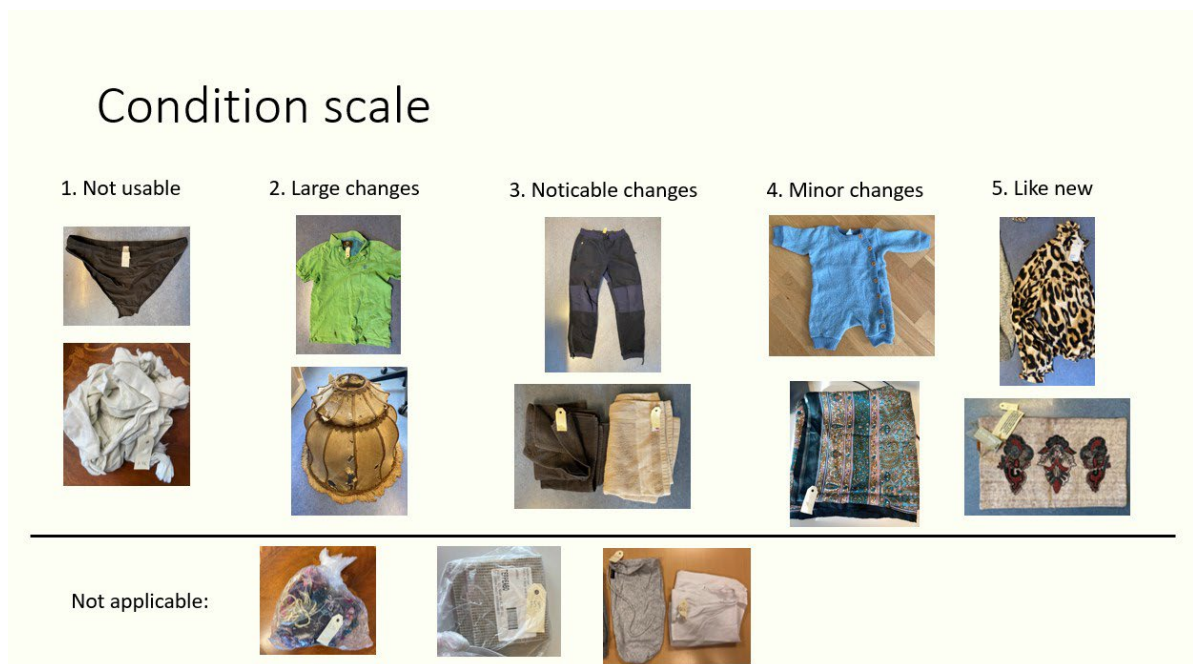 Condition scale
1. Not usable
2. Large changes
3. Noticable changes
4. Minor changes
5. Like new
Not applicable: